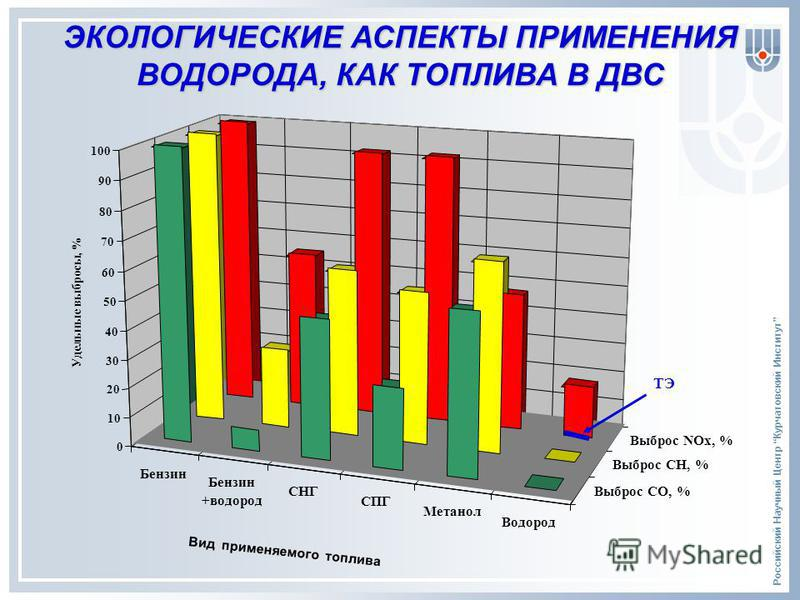 ЭКОЛОГИЧЕСКИЕ АСПЕКТЫ ПРИМЕНЕНИЯ
ВОДОРОДА, КАК ТОПЛИВА В ДВС
Удельные выбросы, %
100
90
80
70
60
50
40
30
20
10
0
Бензин
Бензин
+водород
СНГ
СПГ
Метанол
Водород
Вид применяемого топлива
ТЭ
Выброс NOx, %
Выброс CH, %
Выброс CO, %
Российский Научный Центр "Курчатовский Институт"
MyShared